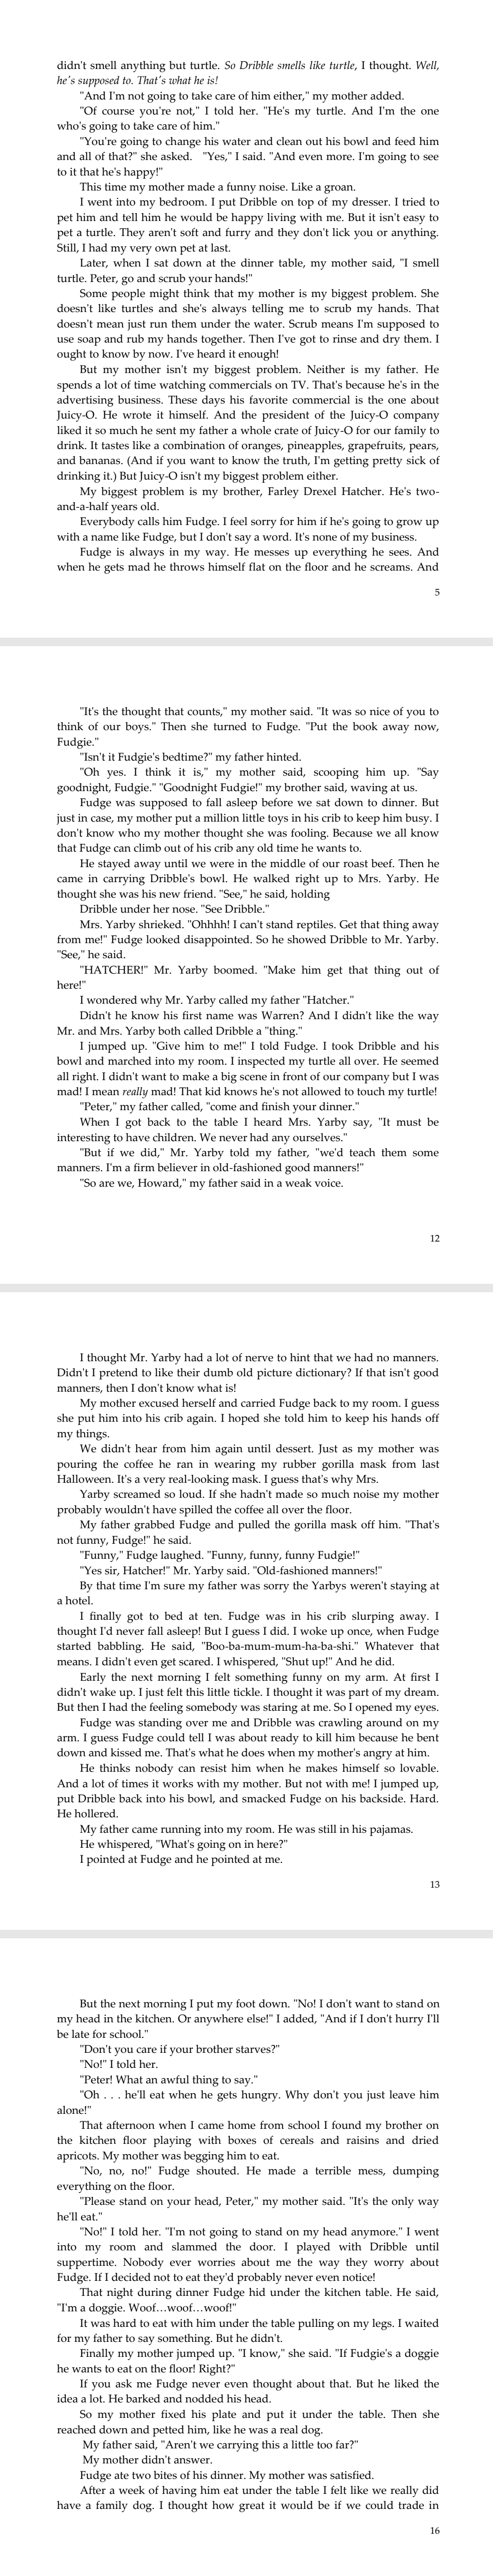 didn't smell anything but turtle. So Dribble smells like turtle, I thought. Well,
he's supposed to. That's what he is!
"And I'm not going to take care of him either," my mother added.
"Of course you're not," I told her. "He's my turtle. And I'm the one
who's going to take care of him."
"You're going to change his water and clean out his bowl and feed him
and all of that?" she asked. "Yes," I said. "And even more. I'm going to see
to it that he's happy!"
This time my mother made a funny noise. Like a groan.
I went into my bedroom. I put Dribble on top of my dresser. I tried to
pet him and tell him he would be happy living with me. But it isn't easy to
pet a turtle. They aren't soft and furry and they don't lick you or anything.
Still, I had my very own pet at last.
Later, when I sat down at the dinner table, my mother said, "I smell
turtle. Peter, go and scrub your hands!"
Some people might think that my mother is my biggest problem. She
doesn't like turtles and she's always telling me to scrub my hands. That
doesn't mean just run them under the water. Scrub means I'm supposed to
use soap and rub my hands together. Then I've got to rinse and dry them. I
ought to know by now. I've heard it enough!
But my mother isn't my biggest problem. Neither is my father. He
spends a lot of time watching commercials on TV. That's because he's in the
advertising business. These days his favorite commercial is the one about
Juicy-O. He wrote it himself. And the president of the Juicy-O company
liked it so much he sent my father a whole crate of Juicy-O for our family to
drink. It tastes like a combination of oranges, pineapples, grapefruits, pears,
and bananas. (And if you want to know the truth, I'm getting pretty sick of
drinking it.) But Juicy-O isn't my biggest problem either.
My biggest problem is my brother, Farley Drexel Hatcher. He's two-
and-a-half years old.
Everybody calls him Fudge. I feel sorry for him if he's going to grow up
with a name like Fudge, but I don't say a word. It's none of my business.
Fudge is always in my way. He messes up everything he sees. And
when he gets mad he throws himself flat on the floor and he screams. And
5
"It's the thought that counts," my mother said. "It was so nice of you to
think of our boys." Then she turned to Fudge. "Put the book away now,
Fudgie."
"Isn't it Fudgie's bedtime?" my father hinted.
"Oh yes. I think it is," my mother said, scooping him up. "Say
goodnight, Fudgie." "Goodnight Fudgie!" my brother said, waving at us.
Fudge was supposed to fall asleep before we sat down to dinner. But
just in case, my mother put a million little toys in his crib to keep him busy. I
don't know who my mother thought she was fooling. Because we all know
that Fudge can climb out of his crib any old time he wants to.
He stayed away until we were in the middle of our roast beef. Then he
came in carrying Dribble's bowl. He walked right up to Mrs. Yarby. He
thought she was his new friend. "See," he said, holding
Dribble under her nose. "See Dribble."
Mrs. Yarby shrieked. "Ohhhh! I can't stand reptiles. Get that thing away
from me!" Fudge looked disappointed. So he showed Dribble to Mr. Yarby.
"See," he said.
"HATCHER!" Mr. Yarby boomed. "Make him get that thing out of
here!"
I wondered why Mr. Yarby called my father "Hatcher."
Didn't he know his first name was Warren? And I didn't like the way
Mr. and Mrs. Yarby both called Dribble a "thing."
I jumped up. "Give him to me!" I told Fudge. I took Dribble and his
bowl and marched into my room. I inspected my turtle all over. He seemed
all right. I didn't want to make a big scene in front of our company but I was
mad! I mean really mad! That kid knows he's not allowed to touch my turtle!
"Peter," my father called, "come and finish your dinner."
When I got back to the table I heard Mrs. Yarby say, "It must be
interesting to have children. We never had any ourselves."
"But if we did," Mr. Yarby told my father, "we'd teach them some
manners. I'm a firm believer in old-fashioned good manners!"
"So are we, Howard," my father said in a weak voice.
12
I thought Mr. Yarby had a lot of nerve to hint that we had no manners.
Didn't I pretend to like their dumb old picture dictionary? If that isn't good
manners, then I don't know what is!
My mother excused herself and carried Fudge back to my room. I guess
she put him into his crib again. I hoped she told him to keep his hands off
my things.
We didn't hear from him again until dessert. Just as my mother was
pouring the coffee he ran in wearing my rubber gorilla mask from last
Halloween. It's a very real-looking mask. I guess that's why Mrs.
Yarby screamed so loud. If she hadn't made so much noise my mother
probably wouldn't have spilled the coffee all over the floor.
My father grabbed Fudge and pulled the gorilla mask off him. "That's
not funny, Fudge!" he said.
"Funny," Fudge laughed. "Funny, funny, funny Fudgie!"
"Yes sir, Hatcher!" Mr. Yarby said. "Old-fashioned manners!"
By that time I'm sure my father was sorry the Yarbys weren't staying at
a hotel.
I finally got to bed at ten. Fudge was in his crib slurping away. I
thought I'd never fall asleep! But I guess I did. I woke up once, when Fudge
started babbling. He said, "Boo-ba-mum-mum-ha-ba-shi." Whatever that
means. I didn't even get scared. I whispered, "Shut up!" And he did.
Early the next morning I felt something funny on my arm. At first I
didn't wake up. I just felt this little tickle. I thought it was part of my dream.
But then I had the feeling somebody was staring at me. So I opened my eyes.
Fudge was standing over me and Dribble was crawling around on my
arm. I guess Fudge could tell I was about ready to kill him because he bent
down and kissed me. That's what he does when my mother's angry at him.
He thinks nobody can resist him when he makes himself so lovable.
And a lot of times it works with my mother. But not with me! I jumped up,
put Dribble back into his bowl, and smacked Fudge on his backside. Hard.
He hollered.
My father came running into my room. He was still in his pajamas.
He whispered, "What's going on in here?"
I pointed at Fudge and he pointed at me.
13
But the next morning I put my foot down. "No! I don't want to stand on
my head in the kitchen. Or anywhere else!" I added, "And if I don't hurry I'll
be late for school."
"Don't you care if your brother starves?"
"No!" I told her.
"Peter! What an awful thing to say."
"Oh . . . he'll eat when he gets hungry. Why don't you just leave him
alone!"
That afternoon when I came home from school I found my brother on
the kitchen floor playing with boxes of cereals and raisins and dried
apricots. My mother was begging him to eat.
"No, no, no!" Fudge shouted. He made a terrible mess, dumping
everything on the floor.
"Please stand on your head, Peter," my mother said. "It's the only way
he'll eat."
"No!" I told her. "I'm not going to stand on my head anymore." I went
into my room and slammed the door. I played with Dribble until
suppertime. Nobody ever worries about me the way they worry about
Fudge. If I decided not to eat they'd probably never even notice!
That night during dinner Fudge hid under the kitchen table. He said,
"I'm a doggie. Woof…woof…woof!"
It was hard to eat with him under the table pulling on my legs. I waited
for my father to say something. But he didn't.
Finally my mother jumped up. "I know," she said. "If Fudgie's a doggie
he wants to eat on the floor! Right?"
If you ask me Fudge never even thought about that. But he liked the
idea a lot. He barked and nodded his head.
So my mother fixed his plate and put it under the table. Then she
reached down and petted him, like he was a real dog.
My father said, "Aren't we carrying this a little too far?"
My mother didn't answer.
Fudge ate two bites of his dinner. My mother was satisfied.
After a week of having him eat under the table I felt like we really did
have a family dog. I thought how great it would be if we could trade in
16